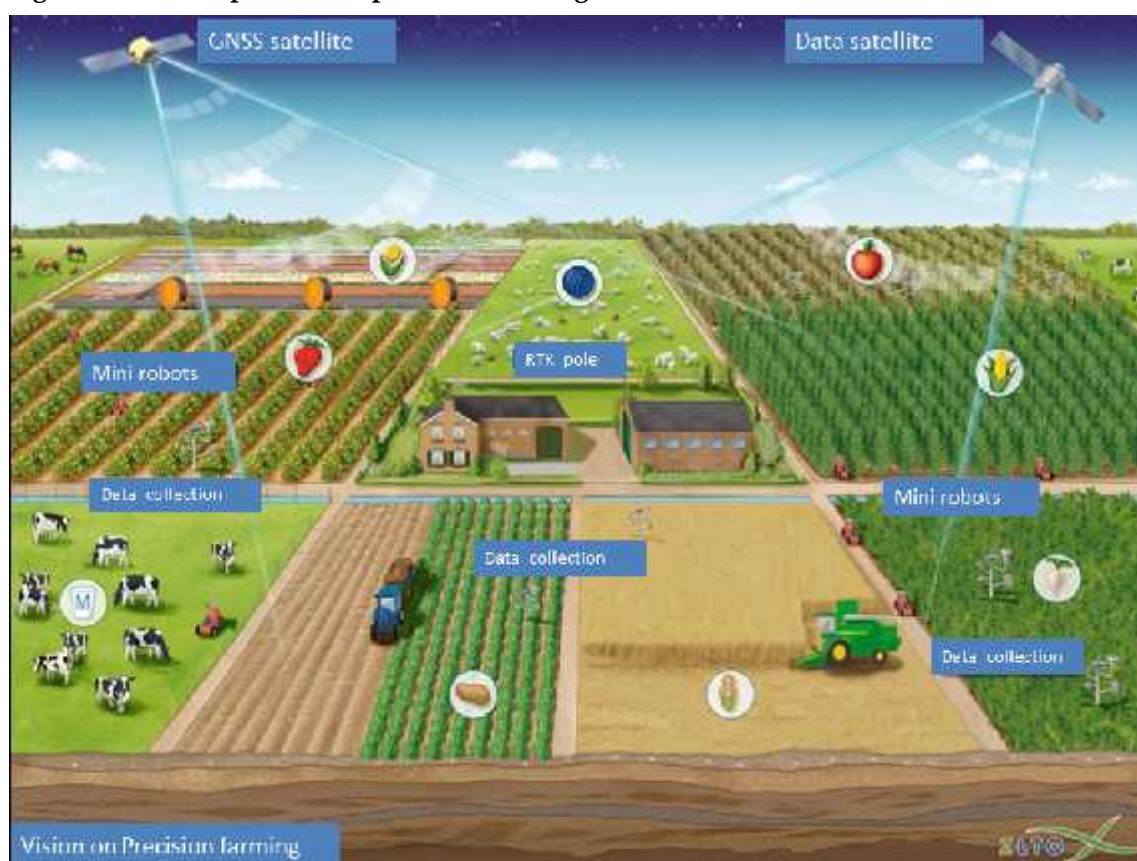 GNSS satellite
Data satellite
RTK pole
Mini robots
Data collection
Mini robots
Data collection
Data collection
M
Vision on Precision farming
ZLTO